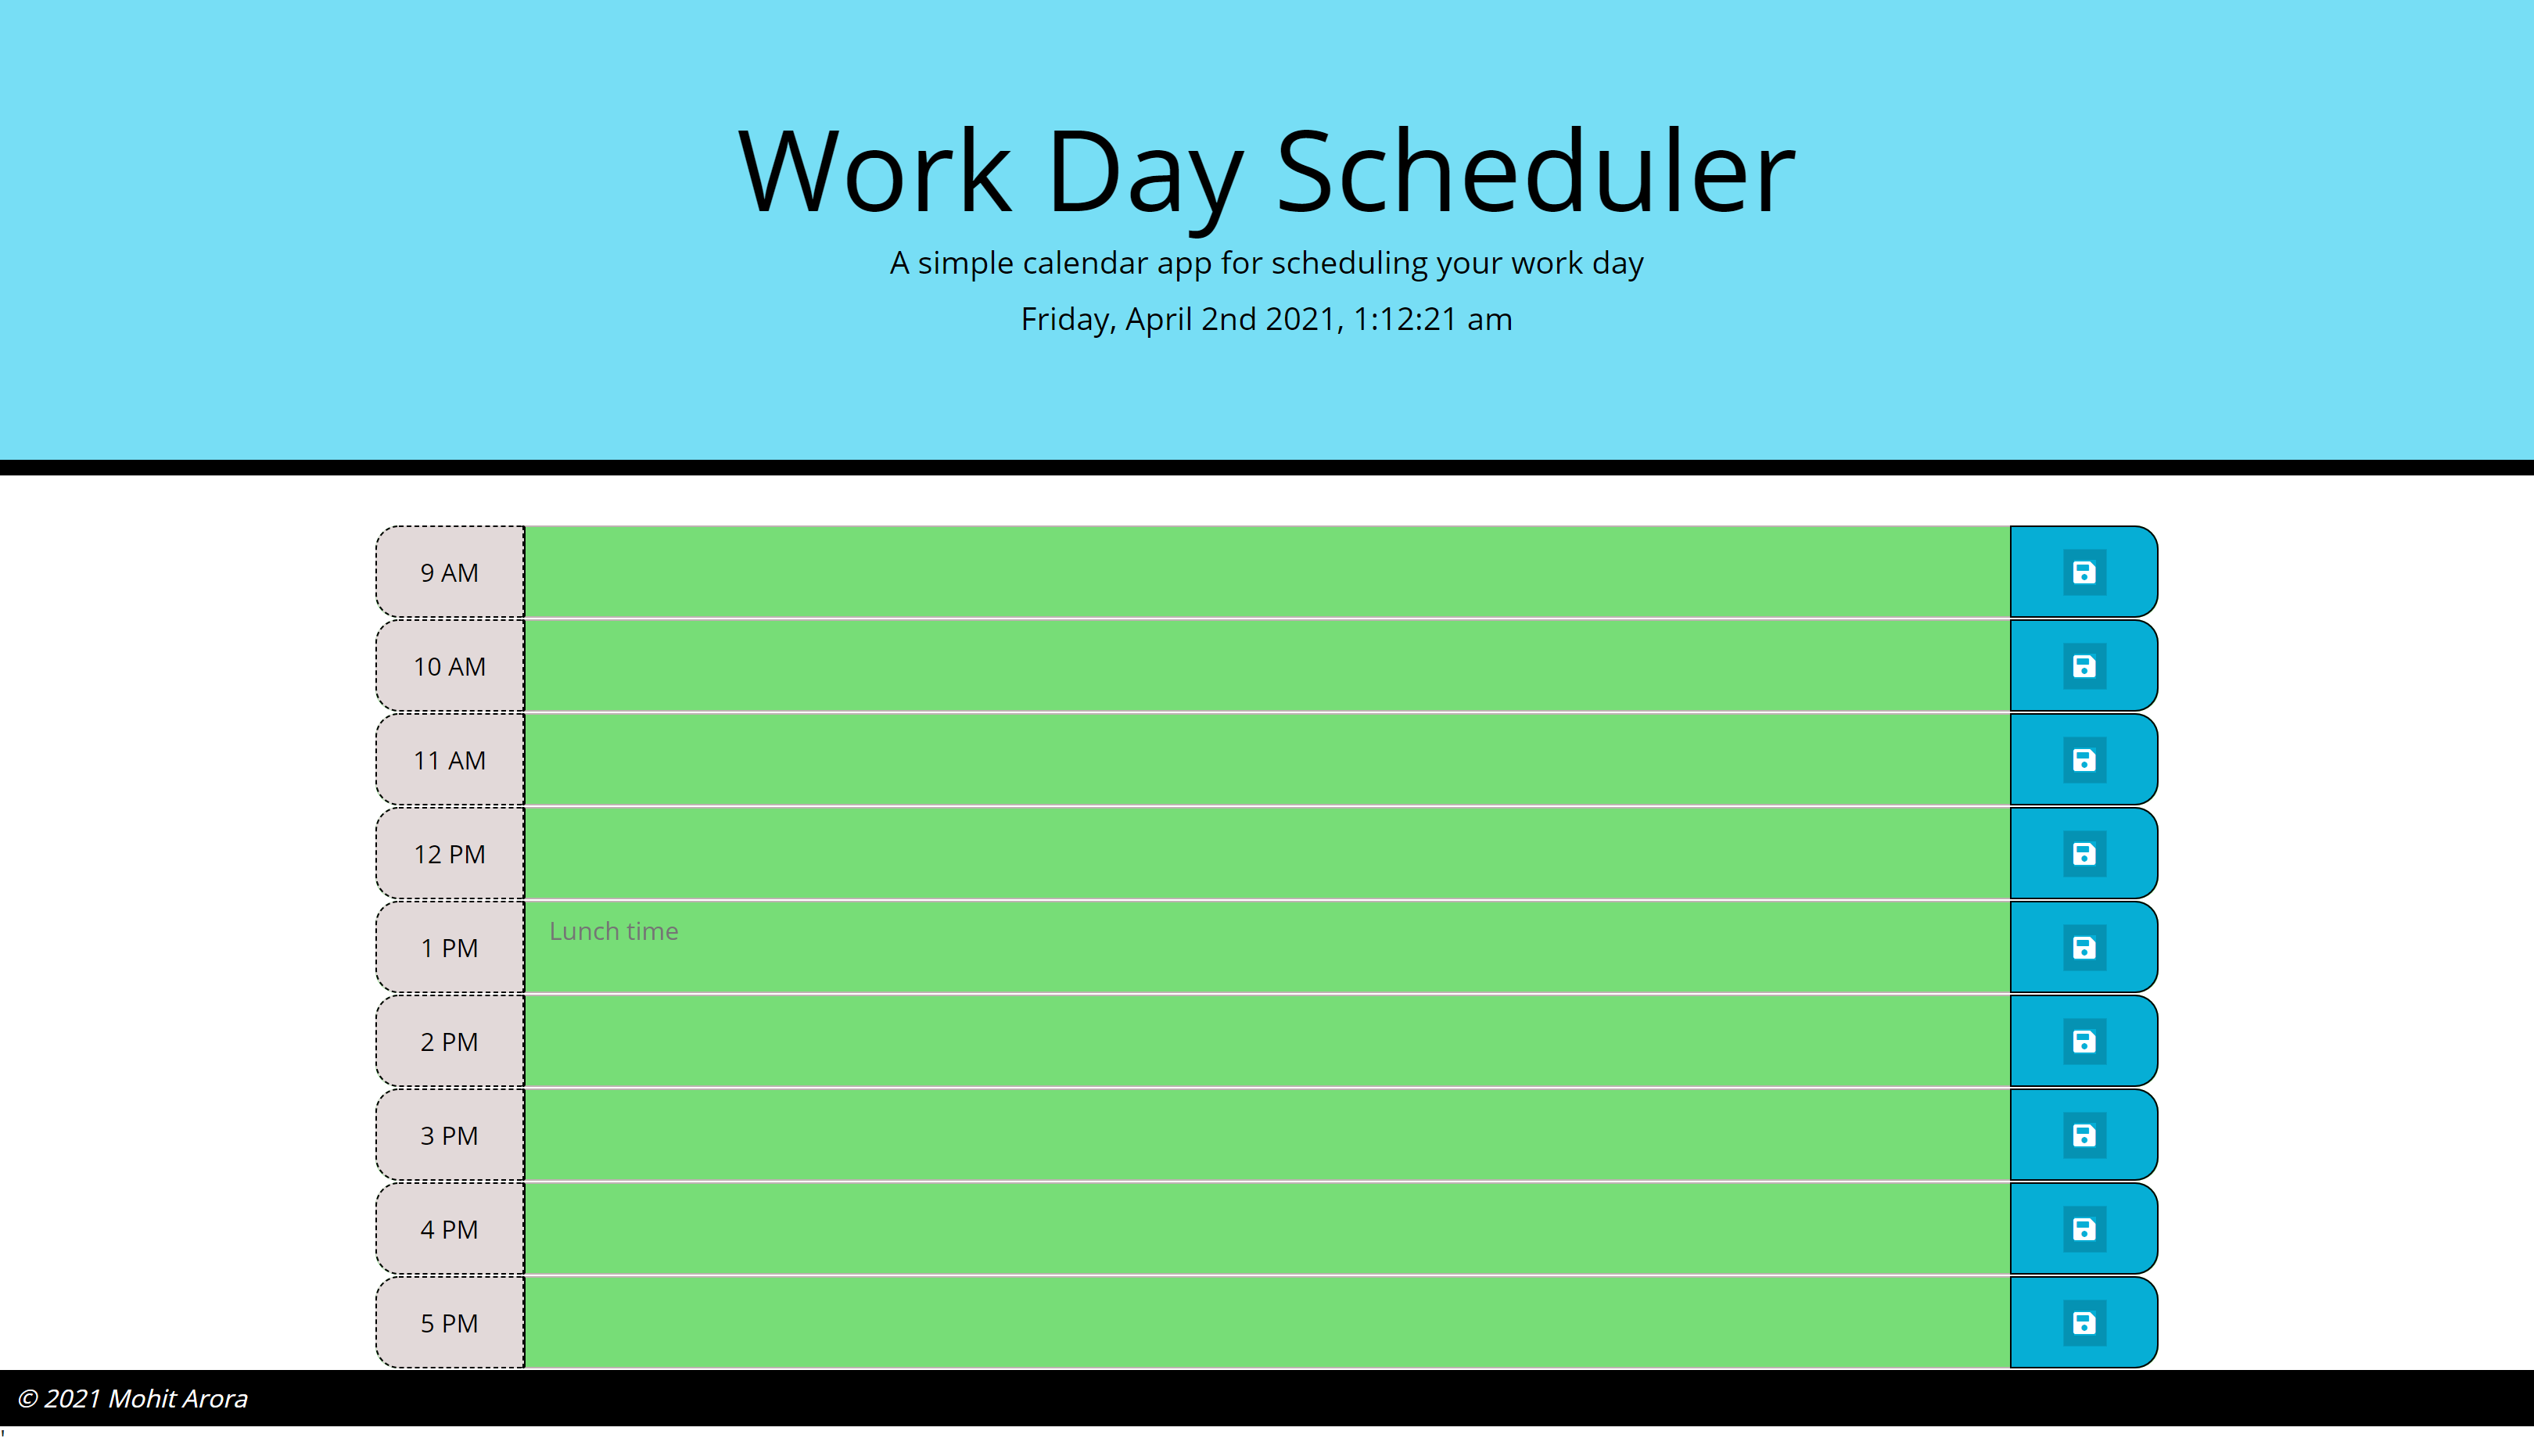 Work Day Scheduler
A simple calendar app for scheduling your work day
Friday, April 2nd 2021, 1:12:21 am
9 AM
10 AM
11 AM
12 PM
1 PM Lunch time
2 PM
3 PM
4 PM
5 PM
© 2021 Mohit Arora
'